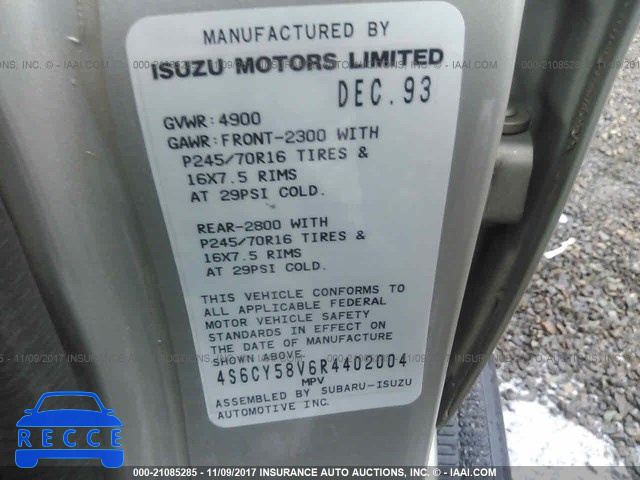 MANUFACTURED BY
ISUZU MOTORS LIMITED
DEC.93
GVWR:4900
GAWR:FRONT-2300 WITH
P245/70R16 TIRES &
16X7.5 RIMS
AT 29PSI COLD.
REAR-2800 WITH
P245/70R16 TIRES &
16X7.5 RIMS
AT 29PSI COLD.
THIS VEHICLE CONFORMS TO
ALL APPLICABLE FEDERAL
MOTOR VEHICLE SAFETY
STANDARDS IN EFFECT ON
THE DATE OF MANUFACTURE
SHOWN ABOVE.
4S6CY58V6R4402004
MPV
ASSEMBLED BY SUBARU-ISUZU
AUTOMOTIVE INC.
RECCE
000-21085285 - 11/09/2017 INSURANCE AUTO AUCTIONS, INC. - IAAI.COM